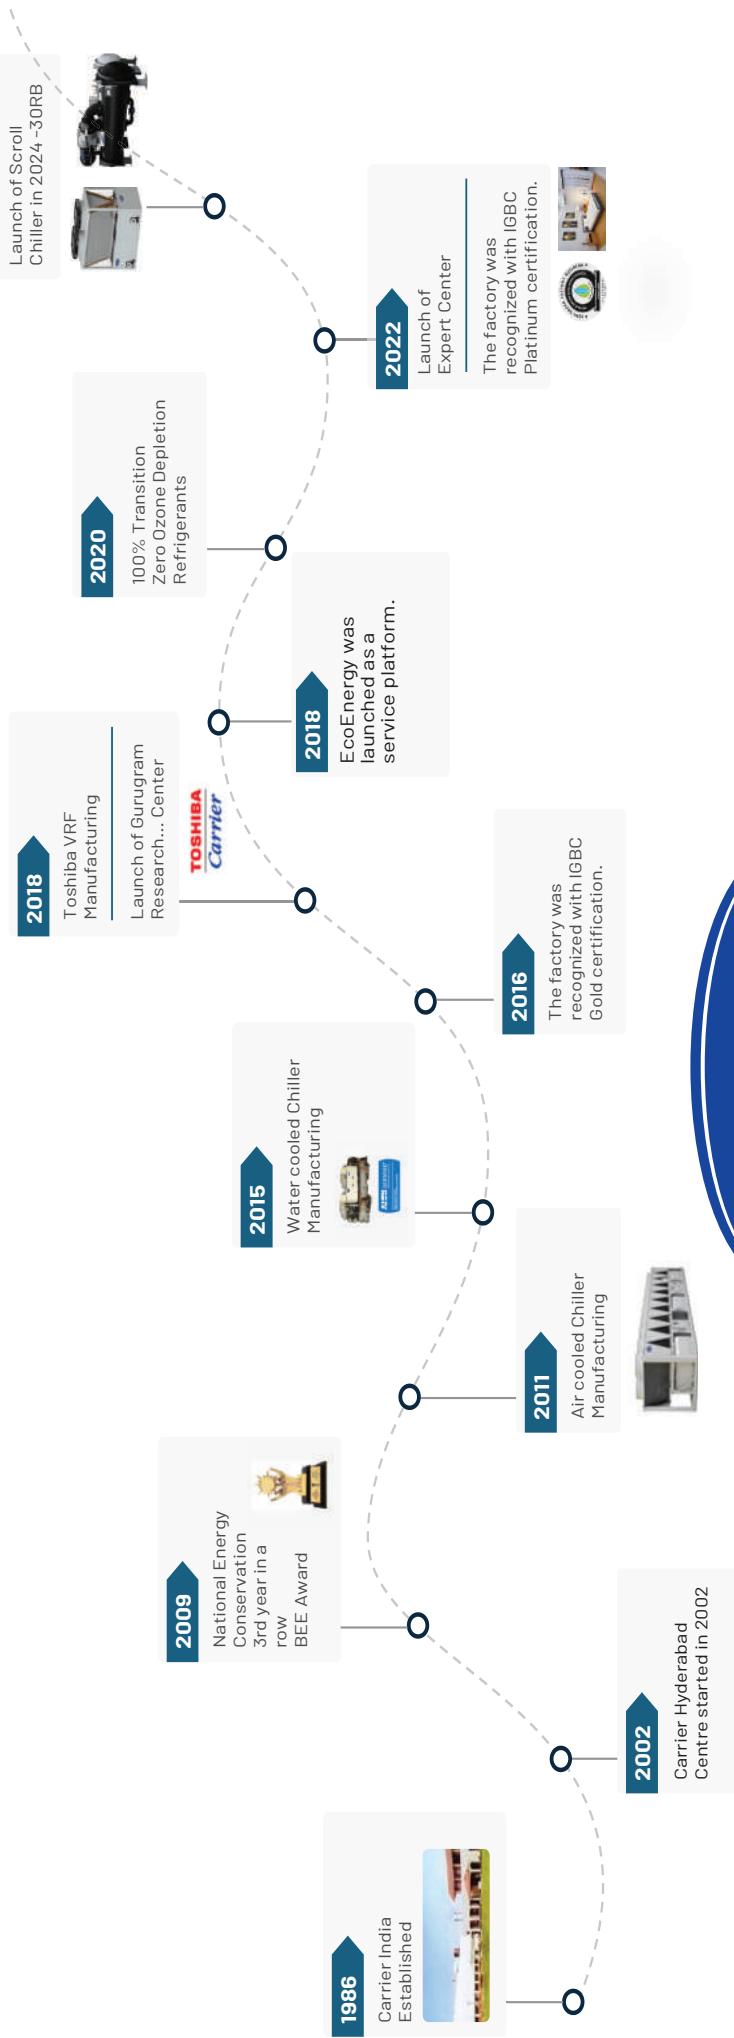 1986
Carrier India
Established
2002
Carrier Hyderabad
Centre started in 2002
2009
National Energy
Conservation
3rd year in a
row
BEE Award
2011
Air cooled Chiller
Manufacturing
2015
Water cooled Chiller
Manufacturing
2016
The factory was
recognized with IGBC
Gold certification.
2018
Toshiba VRF
Manufacturing
Launch of Gurugram
Research... Center
TOSHIBA
Carrier
2018
EcoEnergy was
launched as a
service platform.
2020
100% Transition
Zero Ozone Depletion
Refrigerants
2022
Launch of
Expert Center
The factory was
recognized with IGBC
Platinum certification.
Launch of Scroll
Chiller in 2024 -30RB